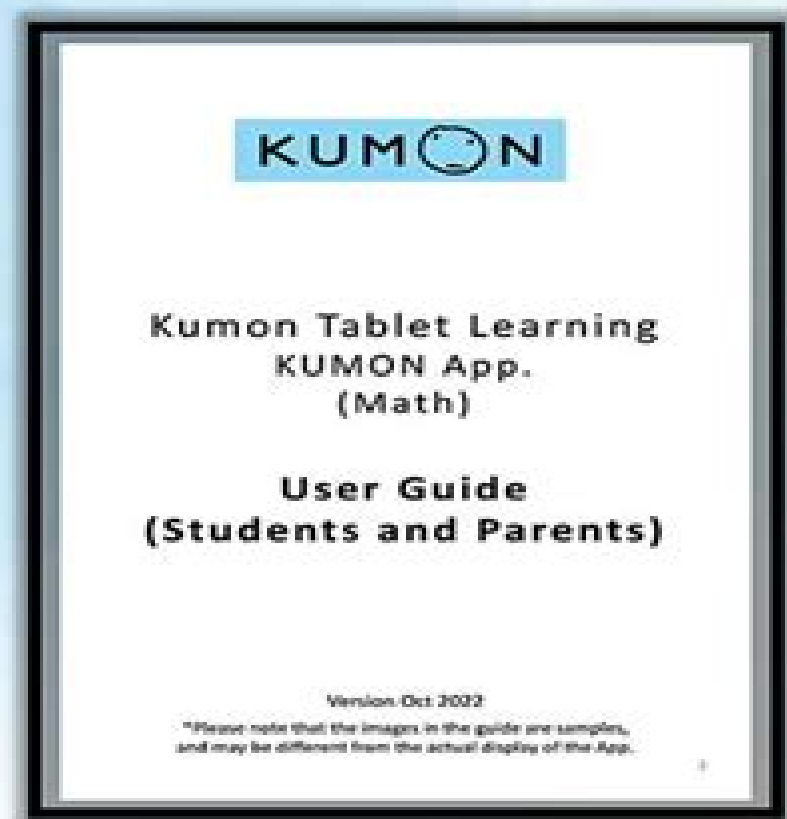 KUMON
Kumon Tablet Learning
KUMON App.
(Math)
User Guide
(Students and Parents)
Version Oct 2022
*Please note that the images in the guide are samples,
and may be different from the actual display of the App.